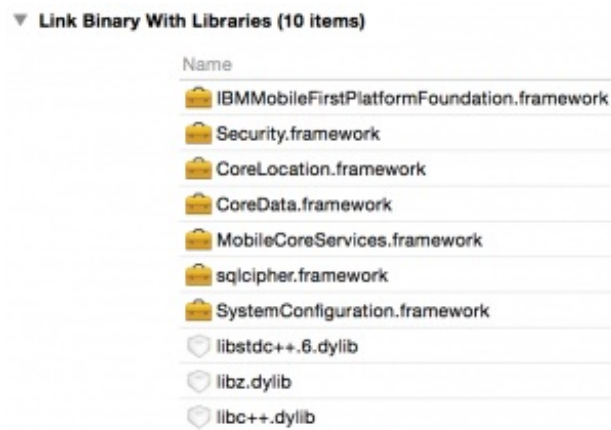 Link Binary With Libraries (10 items)
Name
IBMMobileFirstPlatformFoundation.framework
Security.framework
CoreLocation.framework
CoreData.framework
MobileCoreServices.framework
sqlcipher.framework
SystemConfiguration.framework
libstdc++.6.dylib
libz.dylib
libc++.dylib